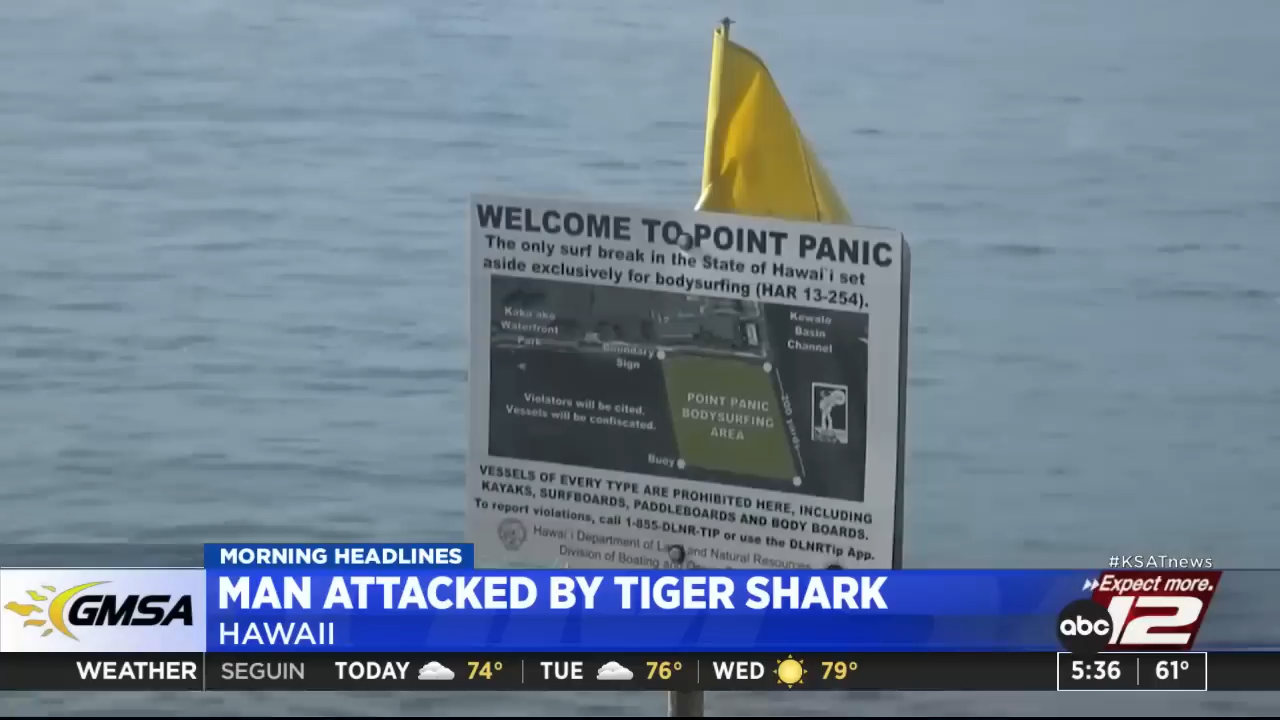 WELCOME TO POINT PANIC
The only surf break in the State of Hawai`i set
aside exclusively for bodysurfing (HAR 13-254).
Kaka ako
Waterfront
Park
Boundary
Sign
Kewalo
Basin
Channel
Violators will be cited.
Vessels will be confiscated.
POINT PANIC
BODYSURFING
AREA
Buoy
VESSELS OF EVERY TYPE ARE PROHIBITED HERE, INCLUDING
KAYAKS, SURFBOARDS, PADDLEBOARDS AND BODY BOARDS.
To report violations, call 1-855-DLNR-TIP or use the DLNRTip App.
Hawai`i Department of Land and Natural Resources
Division of Boating and
MORNING HEADLINES
#KSATnews
MAN ATTACKED BY TIGER SHARK
HAWAII
GMSA
Expect more.
abc 12
WEATHER SEGUIN TODAY 74° TUE 76° WED 79° 5:36 61°